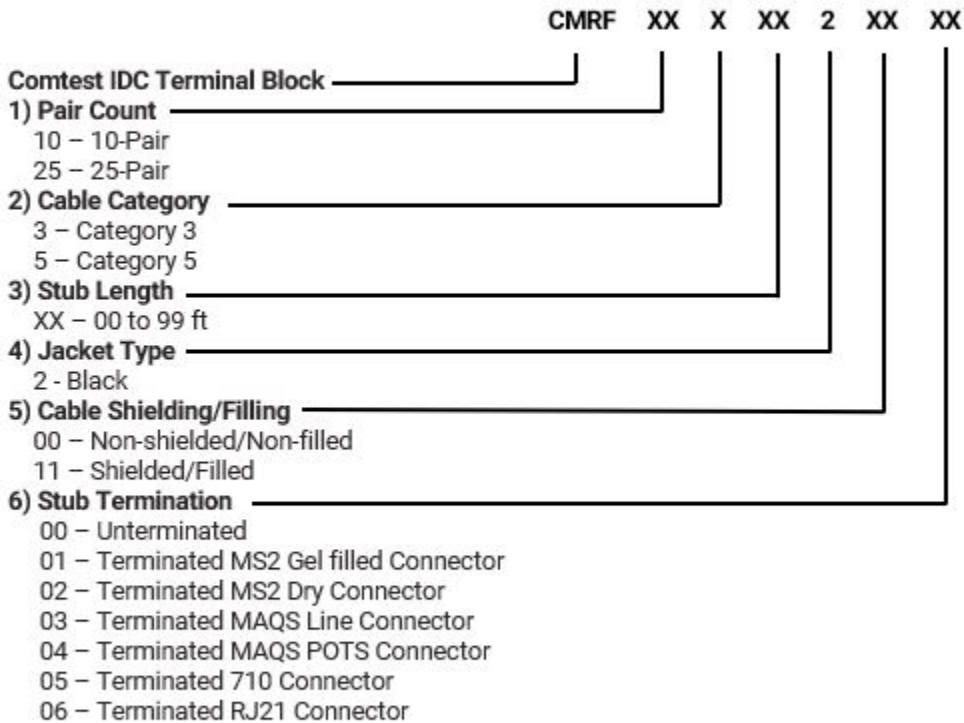 CMRF XX X XX 2 XX XX
Comtest IDC Terminal Block
1) Pair Count
10 – 10-Pair
25 – 25-Pair
2) Cable Category
3 – Category 3
5 – Category 5
3) Stub Length
XX – 00 to 99 ft
4) Jacket Type
2 - Black
5) Cable Shielding/Filling
00 – Non-shielded/Non-filled
11 – Shielded/Filled
6) Stub Termination
00 – Unterminated
01 – Terminated MS2 Gel filled Connector
02 – Terminated MS2 Dry Connector
03 – Terminated MAQS Line Connector
04 – Terminated MAQS POTS Connector
05 – Terminated 710 Connector
06 – Terminated RJ21 Connector